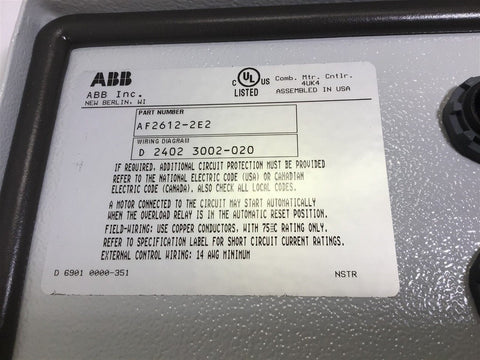 ABB
ABB Inc.
NEW BERLIN, WI
C UL US
LISTED
Comb. Mtr. Cntlr.
4UK4
ASSEMBLED IN USA
PART NUMBER
AF2612-2E2
WIRING DIAGRAM
D 2402 3002-020
IF REQUIRED, ADDITIONAL CIRCUIT PROTECTION MUST BE PROVIDED
REFER TO THE NATIONAL ELECTRIC CODE (USA) OR CANADIAN
ELECTRIC CODE (CANADA). ALSO CHECK ALL LOCAL CODES.
A MOTOR CONNECTED TO THE CIRCUIT MAY START AUTOMATICALLY
WHEN THE OVERLOAD RELAY IS IN THE AUTOMATIC RESET POSITION.
FIELD-WIRING: USE COPPER CONDUCTORS, WITH RATING ONLY.
REFER TO SPECIFICATION LABEL FOR SHORT CIRCUIT CURRENT RATINGS.
EXTERNAL CONTROL WIRING: 14 AWG MINIMUM
D 6901 0000-351
NSTR